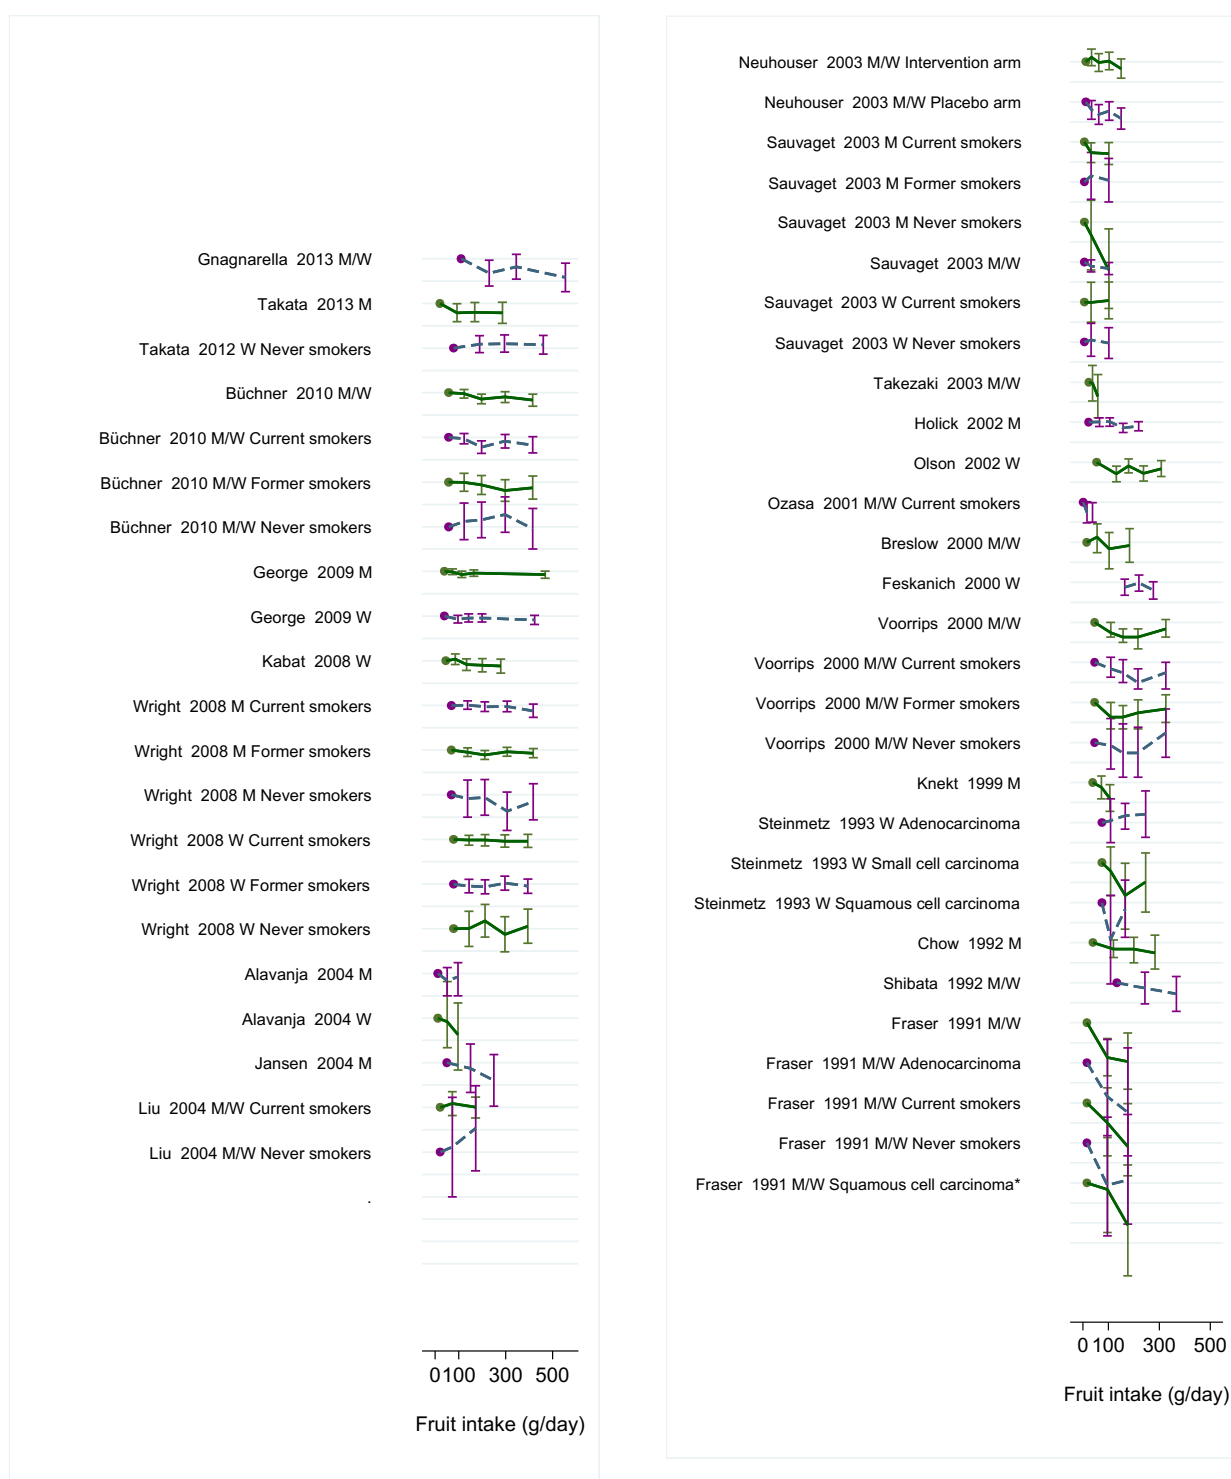 Gnagnarella 2013 M/W
Takata 2013 M
Takata 2012 W Never smokers
Büchner 2010 M/W
Büchner 2010 M/W Current smokers
Büchner 2010 M/W Former smokers
Büchner 2010 M/W Never smokers
George 2009 M
George 2009 W
Kabat 2008 W
Wright 2008 M Current smokers
Wright 2008 M Former smokers
Wright 2008 M Never smokers
Wright 2008 W Current smokers
Wright 2008 W Former smokers
Wright 2008 W Never smokers
Alavanja 2004 M
Alavanja 2004 W
Jansen 2004 M
Liu 2004 M/W Current smokers
Liu 2004 M/W Never smokers
.
0 100 300 500
Fruit intake (g/day)
Neuhouser 2003 M/W Intervention arm
Neuhouser 2003 M/W Placebo arm
Sauvaget 2003 M Current smokers
Sauvaget 2003 M Former smokers
Sauvaget 2003 M Never smokers
Sauvaget 2003 M/W
Sauvaget 2003 W Current smokers
Sauvaget 2003 W Never smokers
Takezaki 2003 M/W
Holick 2002 M
Olson 2002 W
Ozasa 2001 M/W Current smokers
Breslow 2000 M/W
Feskanich 2000 W
Voorrips 2000 M/W
Voorrips 2000 M/W Current smokers
Voorrips 2000 M/W Former smokers
Voorrips 2000 M/W Never smokers
Knekt 1999 M
Steinmetz 1993 W Adenocarcinoma
Steinmetz 1993 W Small cell carcinoma
Steinmetz 1993 W Squamous cell carcinoma
Chow 1992 M
Shibata 1992 M/W
Fraser 1991 M/W
Fraser 1991 M/W Adenocarcinoma
Fraser 1991 M/W Current smokers
Fraser 1991 M/W Never smokers
Fraser 1991 M/W Squamous cell carcinoma*
0 100 300 500
Fruit intake (g/day)